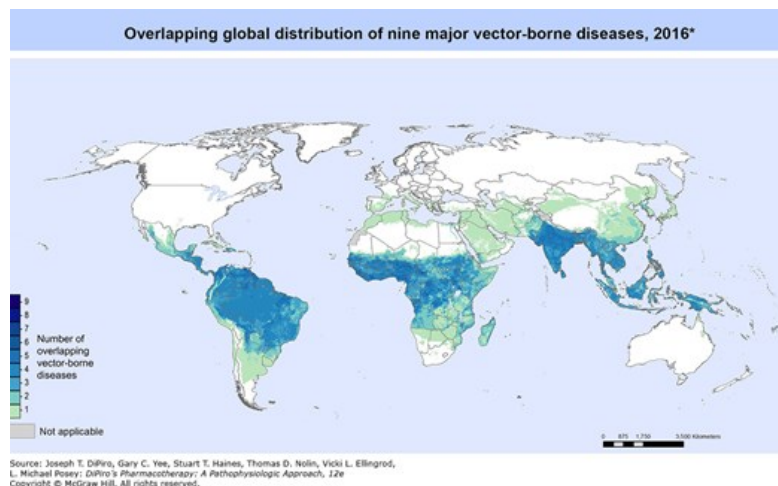 Overlapping global distribution of nine major vector-borne diseases, 2016*
9
8
7
6
5
4
3
2
1
Number of
overlapping
vector-borne
diseases
Not applicable
0 875 1,750 3,500 Kilometers
Source: Joseph T. DiPiro, Gary C. Yee, Stuart T. Haines, Thomas D. Nolin, Vicki L. Ellingrod,
L. Michael Posey: DiPiro's Pharmacotherapy: A Pathophysiologic Approach, 12e
Copyright © McGraw Hill. All rights reserved.